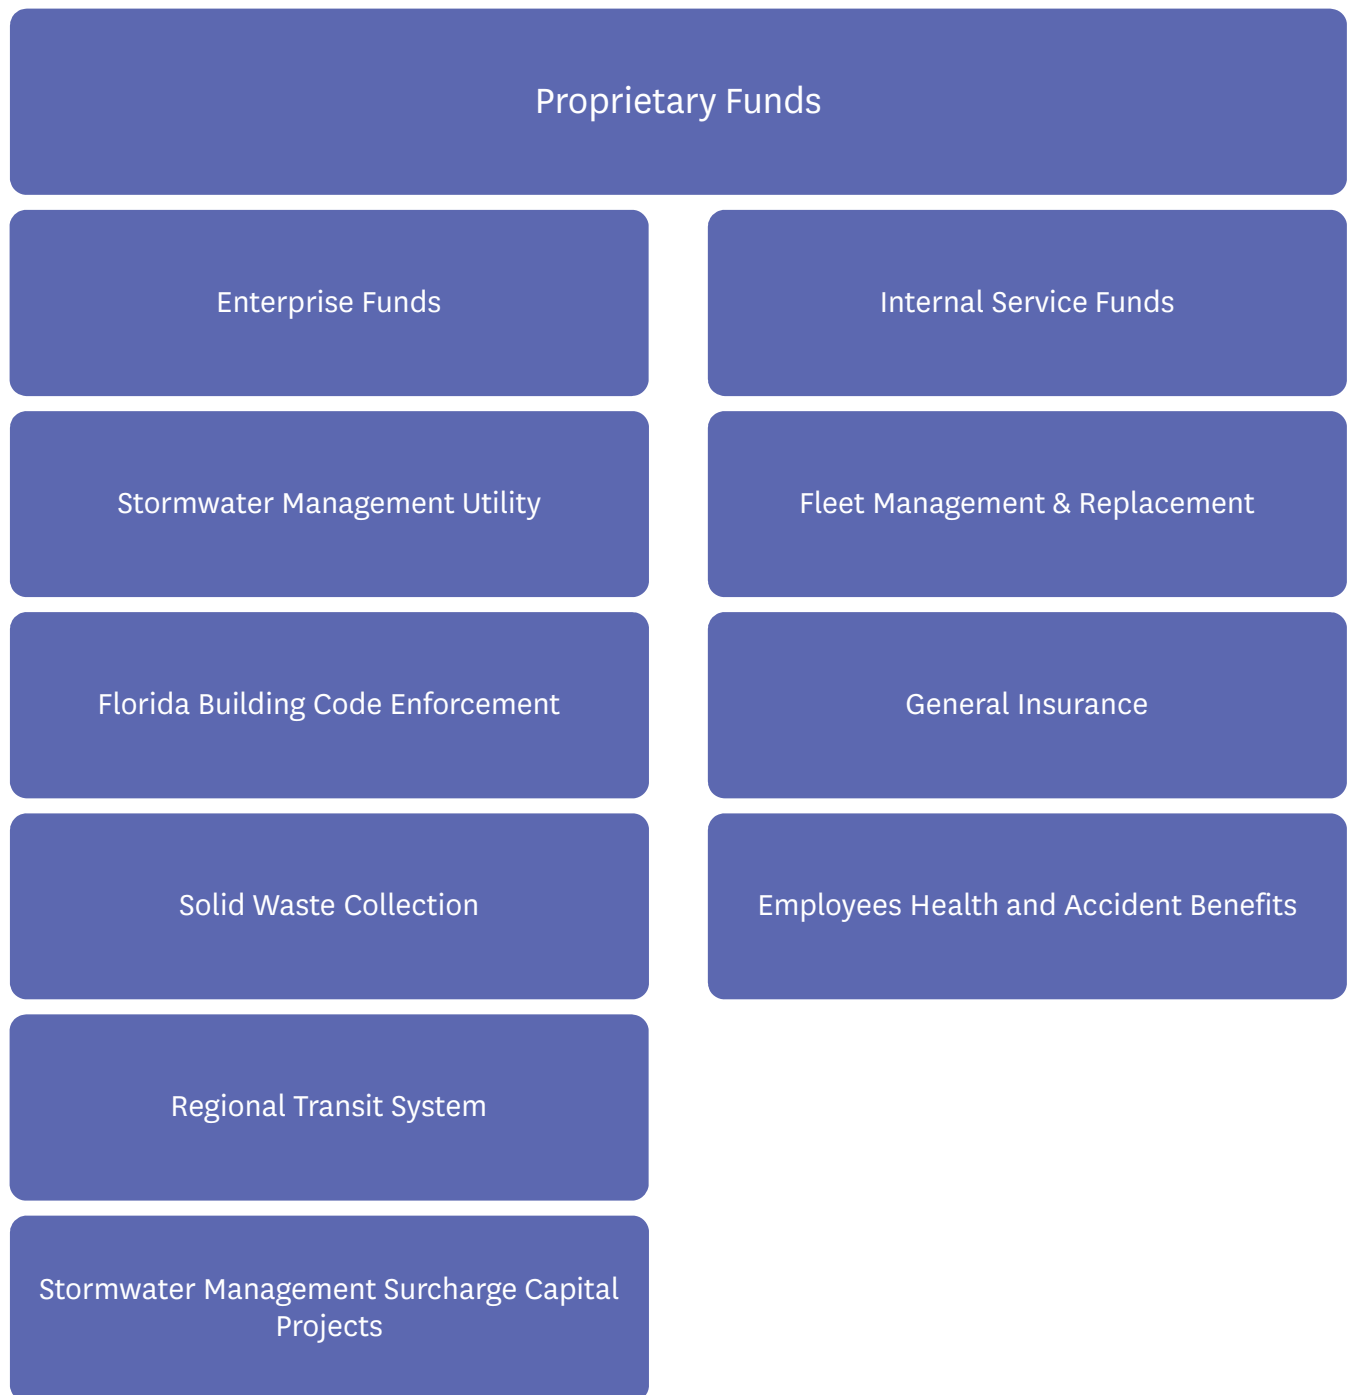 Proprietary Funds
Enterprise Funds
Internal Service Funds
Stormwater Management Utility
Fleet Management & Replacement
Florida Building Code Enforcement
General Insurance
Solid Waste Collection
Employees Health and Accident Benefits
Regional Transit System
Stormwater Management Surcharge Capital
Projects